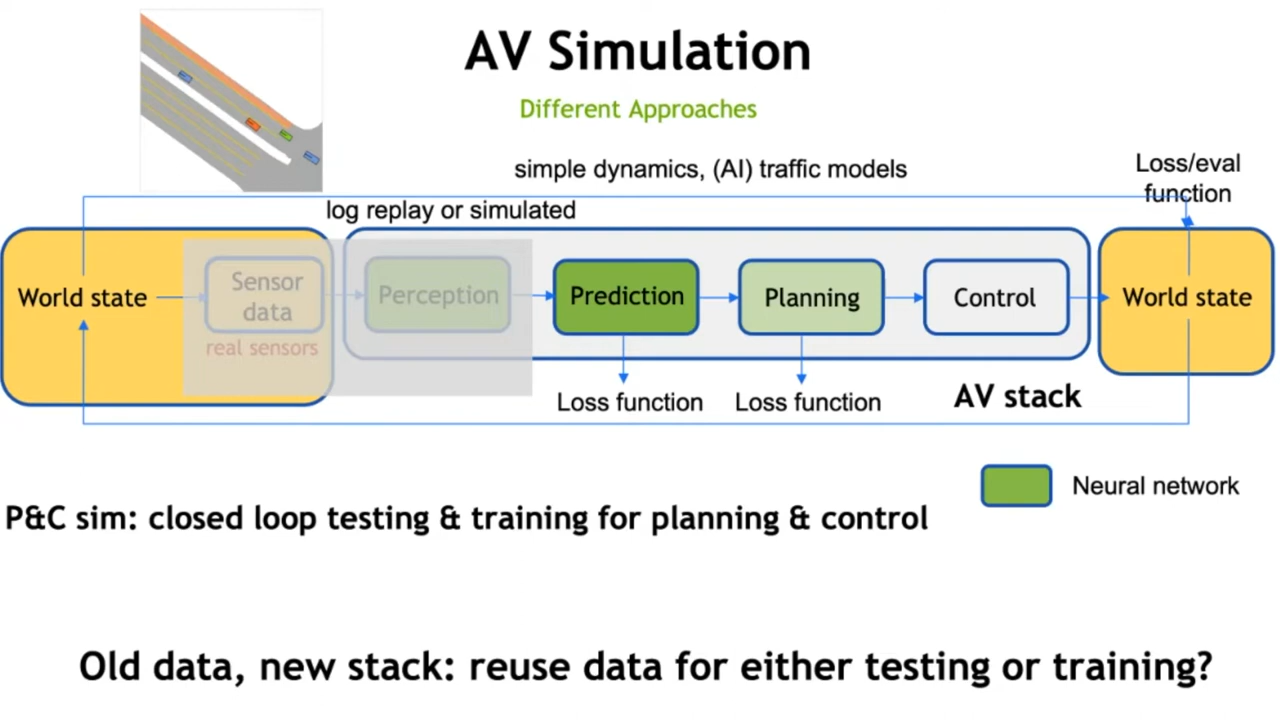 AV Simulation
Different Approaches
simple dynamics, (AI) traffic models
Loss/eval
function
log replay or simulated
World state
Sensor
data
real sensors
Perception
Prediction
Planning
Control
World state
Loss function
Loss function
AV stack
Neural network
P&C sim: closed loop testing & training for planning & control
Old data, new stack: reuse data for either testing or training?